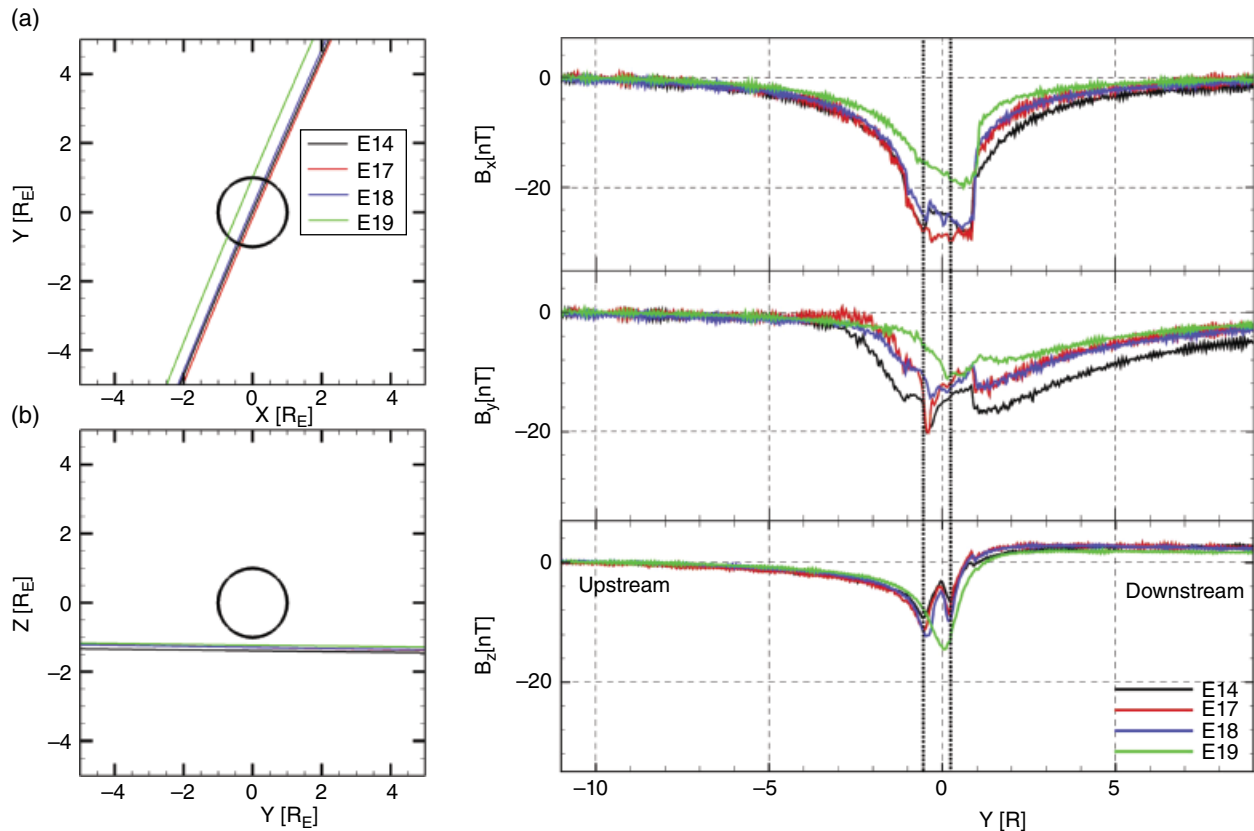 (a)
Y [R_E]
4
2
0
−2
−4
−4 −2 0 2 4
X [R_E]
E14
E17
E18
E19
(b)
Z [R_E]
4
2
0
−2
−4
−4 −2 0 2 4
Y [R_E]
B_x[nT]
0
−20
B_y[nT]
0
−20
B_z[nT]
0
−20
Upstream
Downstream
E14
E17
E18
E19
−10 −5 0 5
Y [R]